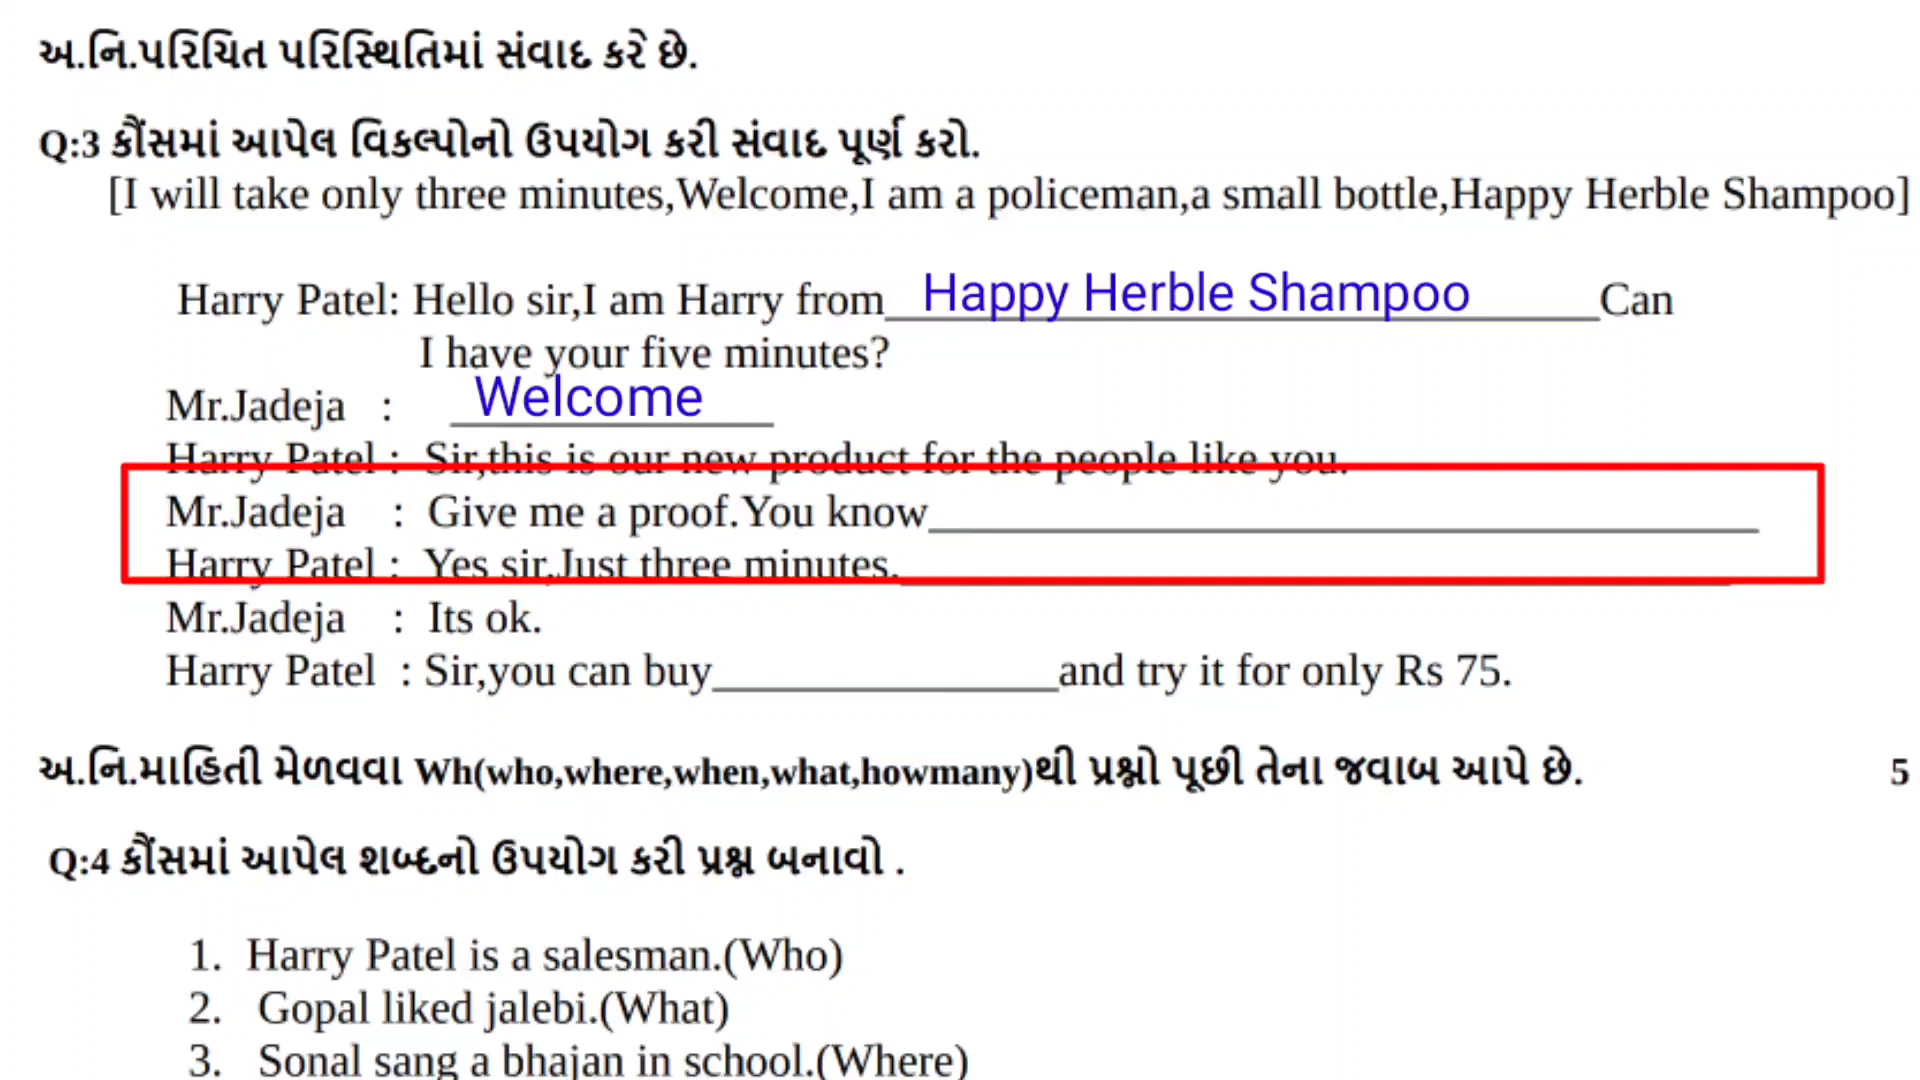 અ.નિ.પરિચિત પરિસ્થિતિમાં સંવાદ કરે છે.
Q:3 કૌંસમાં આપેલ વિકલ્પોનો ઉપયોગ કરી સંવાદ પૂર્ણ કરો.
[I will take only three minutes,Welcome,I am a policeman,a small bottle,Happy Herble Shampoo]
Harry Patel: Hello sir,I am Harry from Happy Herble Shampoo Can
I have your five minutes?
Mr.Jadeja : Welcome
Harry Patel : Sir,this is our new product for the people like you.
Mr.Jadeja : Give me a proof.You know____________________
Harry Patel : Yes sir,Just three minutes.____________________
Mr.Jadeja : Its ok.
Harry Patel : Sir,you can buy______________and try it for only Rs 75.
અ.નિ.માહિતી મેળવવા Wh(who,where,when,what,howmany)થી પ્રશ્નો પૂછી તેના જવાબ આપે છે. 5
Q:4 કૌંસમાં આપેલ શબ્દનો ઉપયોગ કરી પ્રશ્ન બનાવો .
1. Harry Patel is a salesman.(Who)
2. Gopal liked jalebi.(What)
3. Sonal sang a bhajan in school.(Where)